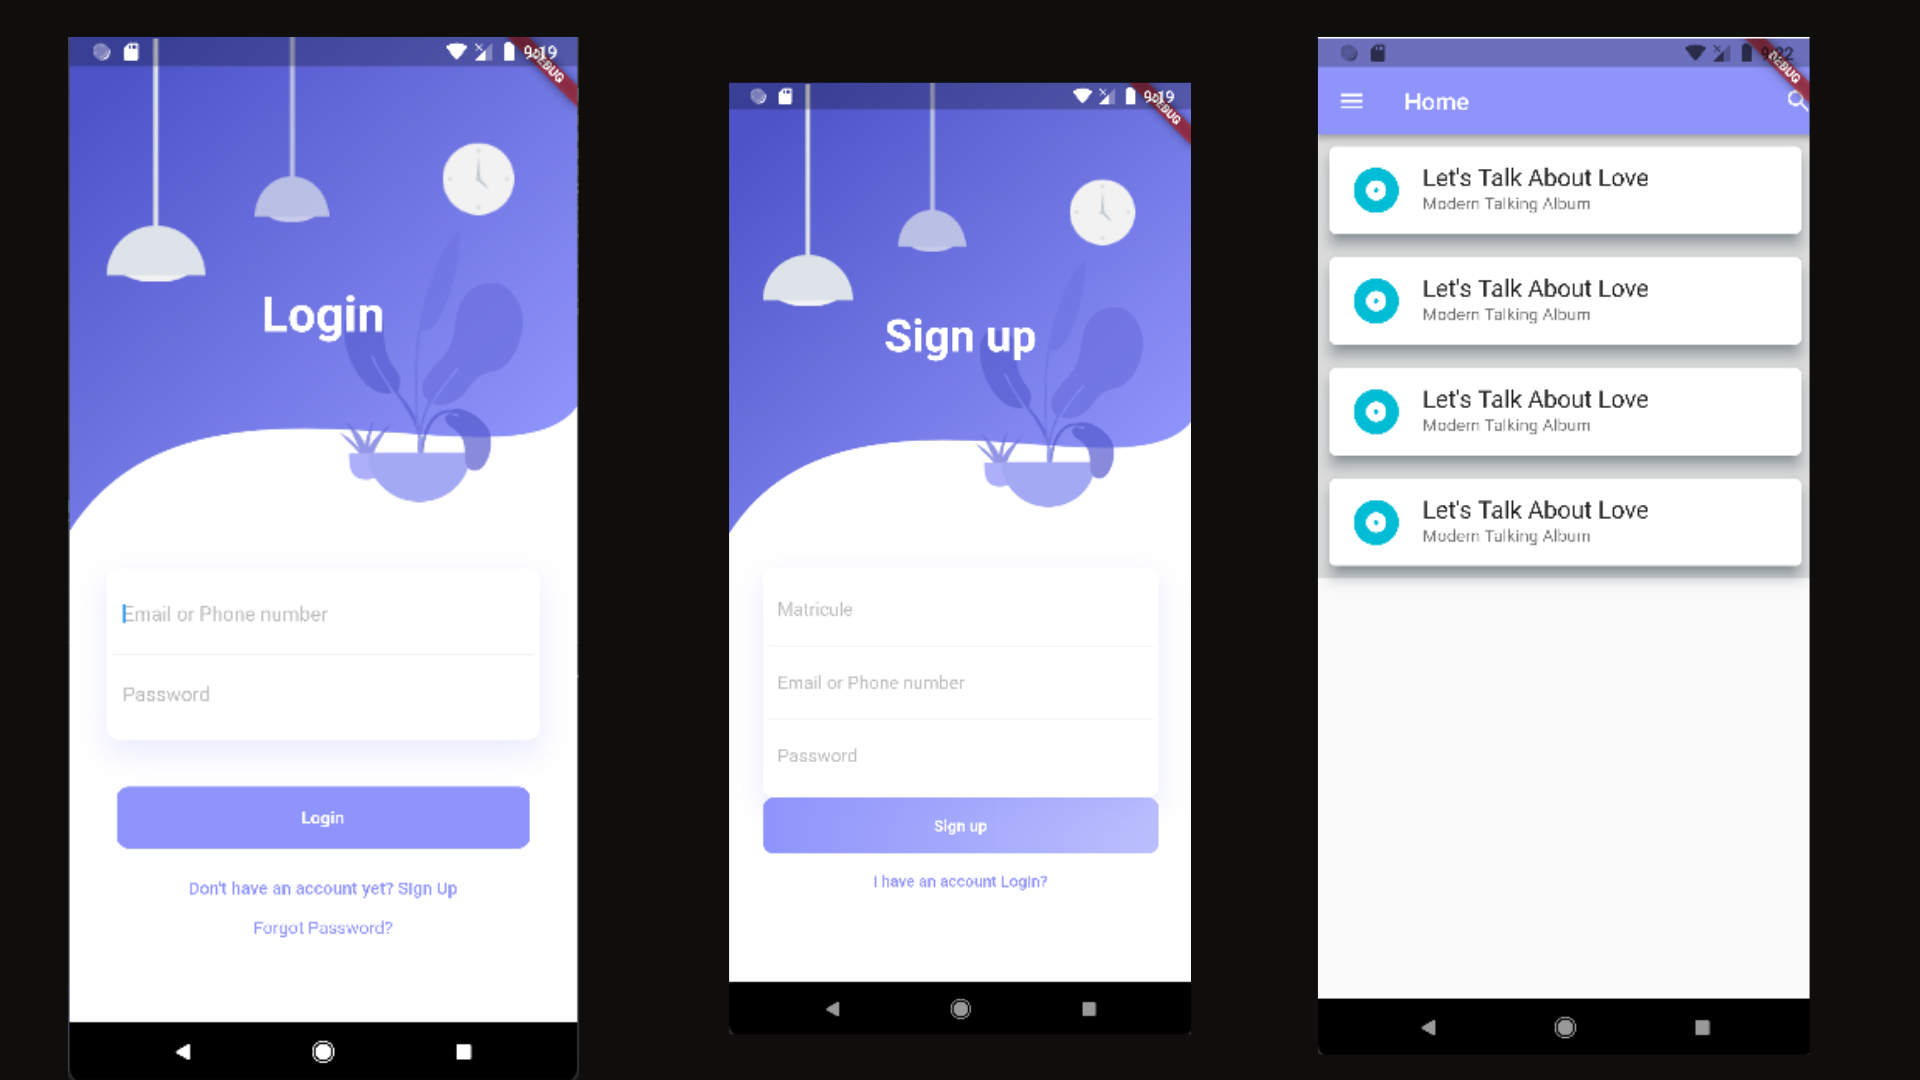 9:19
DEBUG
Login
Email or Phone number
Password
Login
Don't have an account yet? Sign Up
Forgot Password?
9:19
DEBUG
Sign up
Matricule
Email or Phone number
Password
Sign up
I have an account Login?
DEBUG
Home
Let's Talk About Love
Modern Talking Album
Let's Talk About Love
Modern Talking Album
Let's Talk About Love
Modern Talking Album
Let's Talk About Love
Modern Talking Album